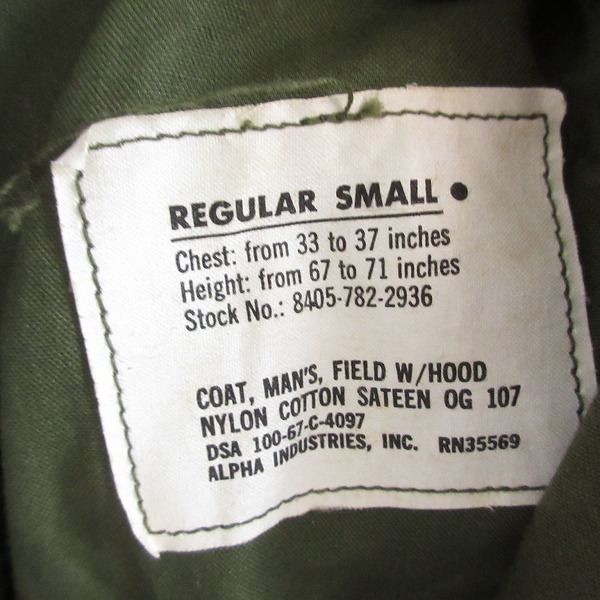 REGULAR SMALL ●
Chest: from 33 to 37 inches
Height: from 67 to 71 inches
Stock No.: 8405-782-2936
COAT, MAN'S, FIELD W/HOOD
NYLON COTTON SATEEN OG 107
DSA 100-67-C-4097
ALPHA INDUSTRIES, INC. RN35569